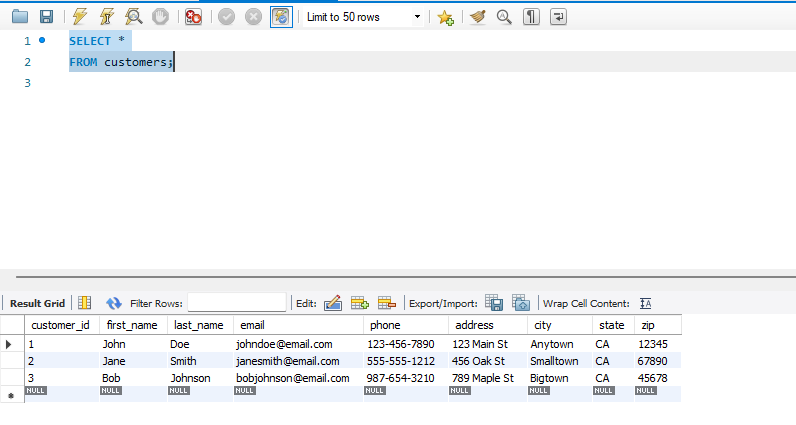 Limit to 50 rows
1 SELECT *
2 FROM customers;
3
Result Grid Filter Rows: Edit: Export/Import: Wrap Cell Content: IA
customer_id first_name last_name email phone address city state zip
1 John Doe johndoe@email.com 123-456-7890 123 Main St Anytown CA 12345
2 Jane Smith janesmith@email.com 555-555-1212 456 Oak St Smalltown CA 67890
3 Bob Johnson bobjohnson@email.com 987-654-3210 789 Maple St Bigtown CA 45678
NULL NULL NULL NULL NULL NULL NULL NULL NULL